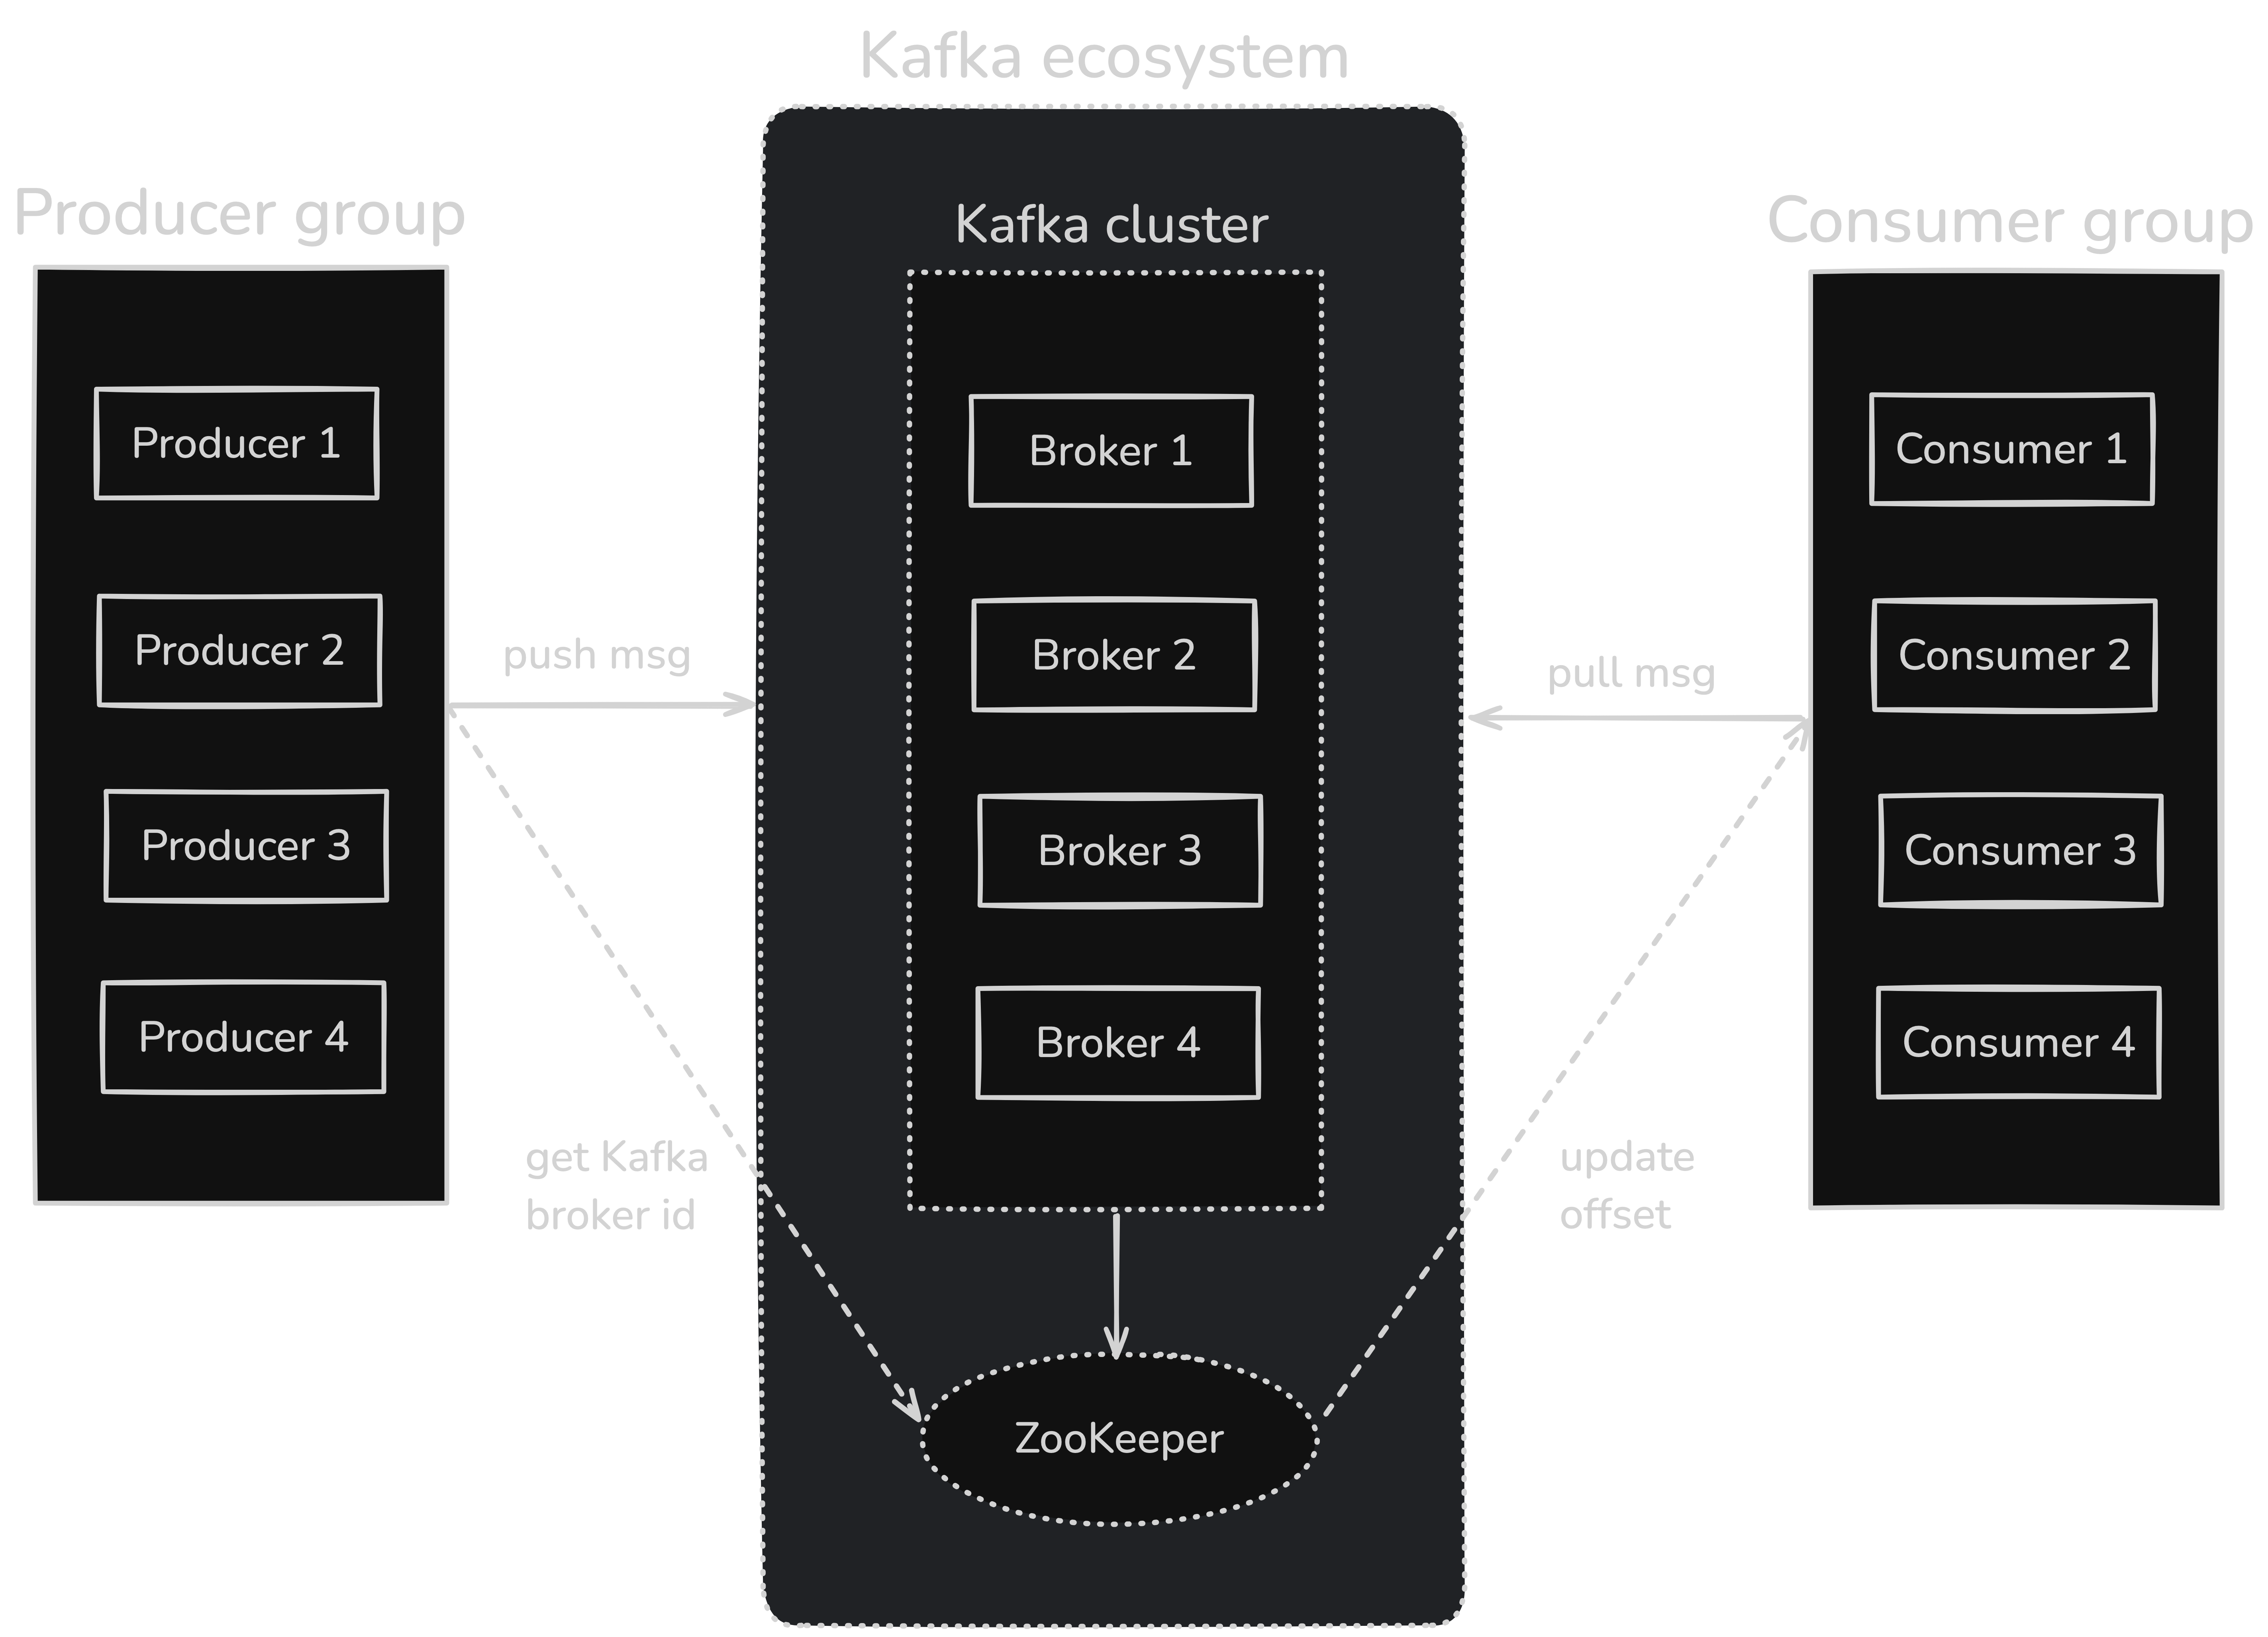 Kafka ecosystem
Producer group
Kafka cluster
Consumer group
Producer 1
Producer 2
Producer 3
Producer 4
push msg
get Kafka
broker id
Broker 1
Broker 2
Broker 3
Broker 4
ZooKeeper
pull msg
update
offset
Consumer 1
Consumer 2
Consumer 3
Consumer 4